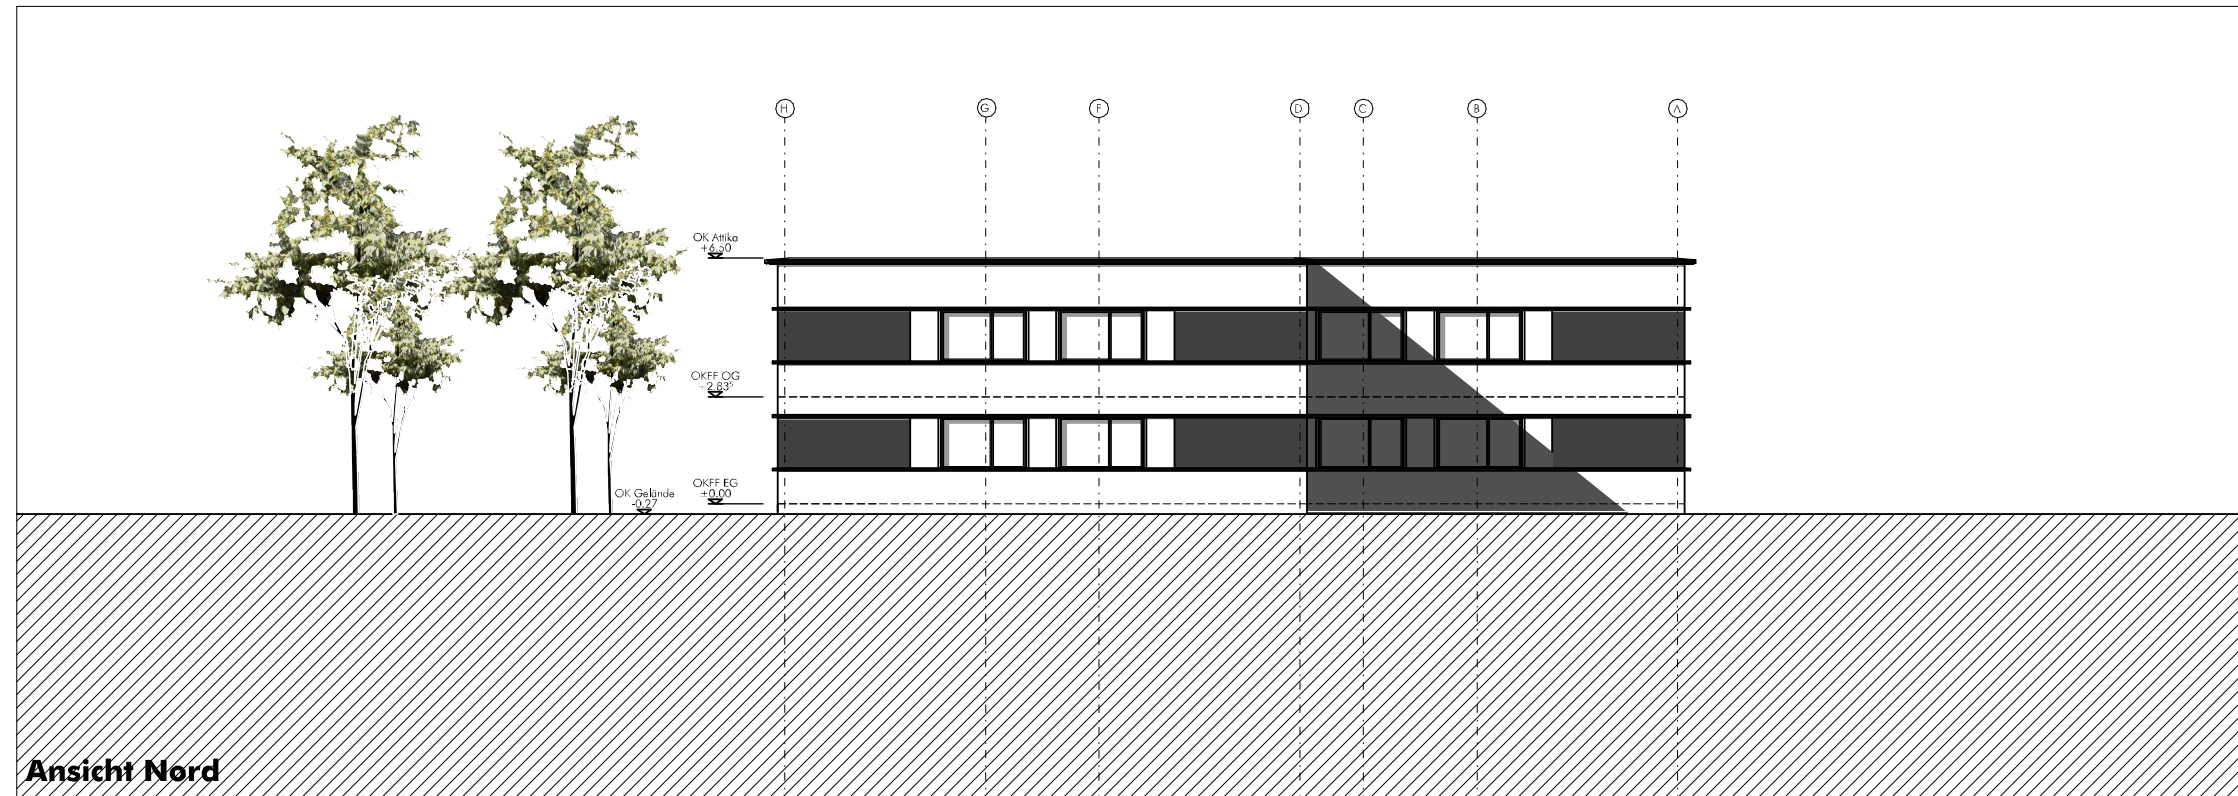 H G F D C B A
OK Attika
+6.50
OKFF OG
+2.83⁵
OKFF EG
±0.00
OK Gelände
-0.27
Ansicht Nord